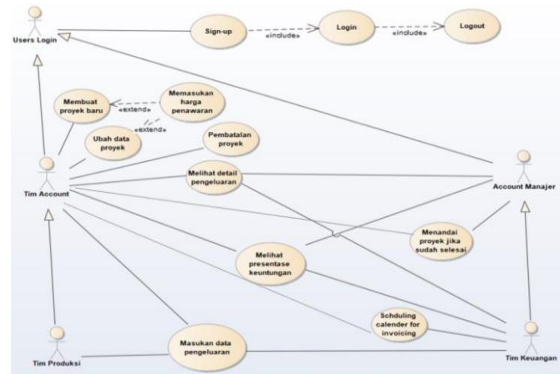 Users Login
Sign-up
«include»
Login
«include»
Logout
Membuat
proyek baru
«extend»
Memasukan
harga
penawaran
«extend»
Ubah data
proyek
Pembatalan
proyek
Tim Account
Melihat detail
pengeluaran
Account Manajer
Menandai
proyek jika
sudah selesai
Melihat
presentase
keuntungan
Schduling
calender for
invoicing
Tim Produksi
Masukan data
pengeluaran
Tim Keuangan